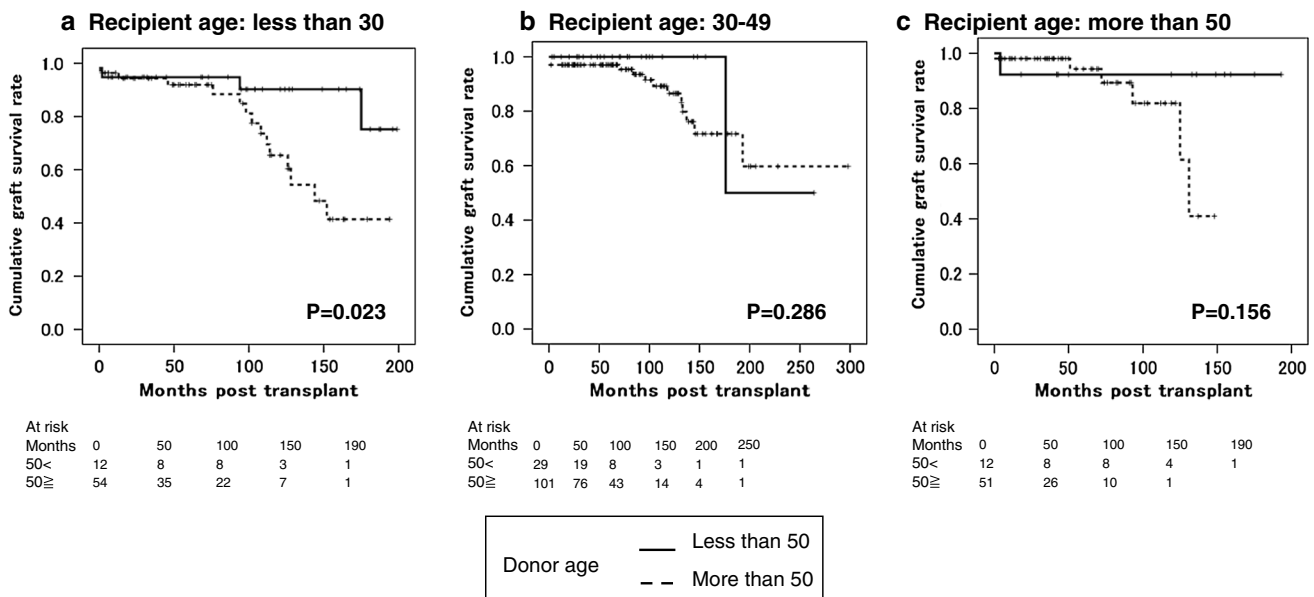 a Recipient age: less than 30
1.0
0.8
0.6
0.4
0.2
0.0
Cumulative graft survival rate
P=0.023
0 50 100 150 200
Months post transplant
At risk
Months 0 50 100 150 190
50< 12 8 8 3 1
50≧ 54 35 22 7 1
b Recipient age: 30-49
1.0
0.8
0.6
0.4
0.2
0.0
Cumulative graft survival rate
P=0.286
0 50 100 150 200 250 300
Months post transplant
At risk
Months 0 50 100 150 200 250
50< 29 19 8 3 1 1
50≧ 101 76 43 14 4 1
c Recipient age: more than 50
1.0
0.8
0.6
0.4
0.2
0.0
Cumulative graft survival rate
P=0.156
0 50 100 150 200
Months post transplant
At risk
Months 0 50 100 150 190
50< 12 8 8 4 1
50≧ 51 26 10 1
Donor age
Less than 50
More than 50